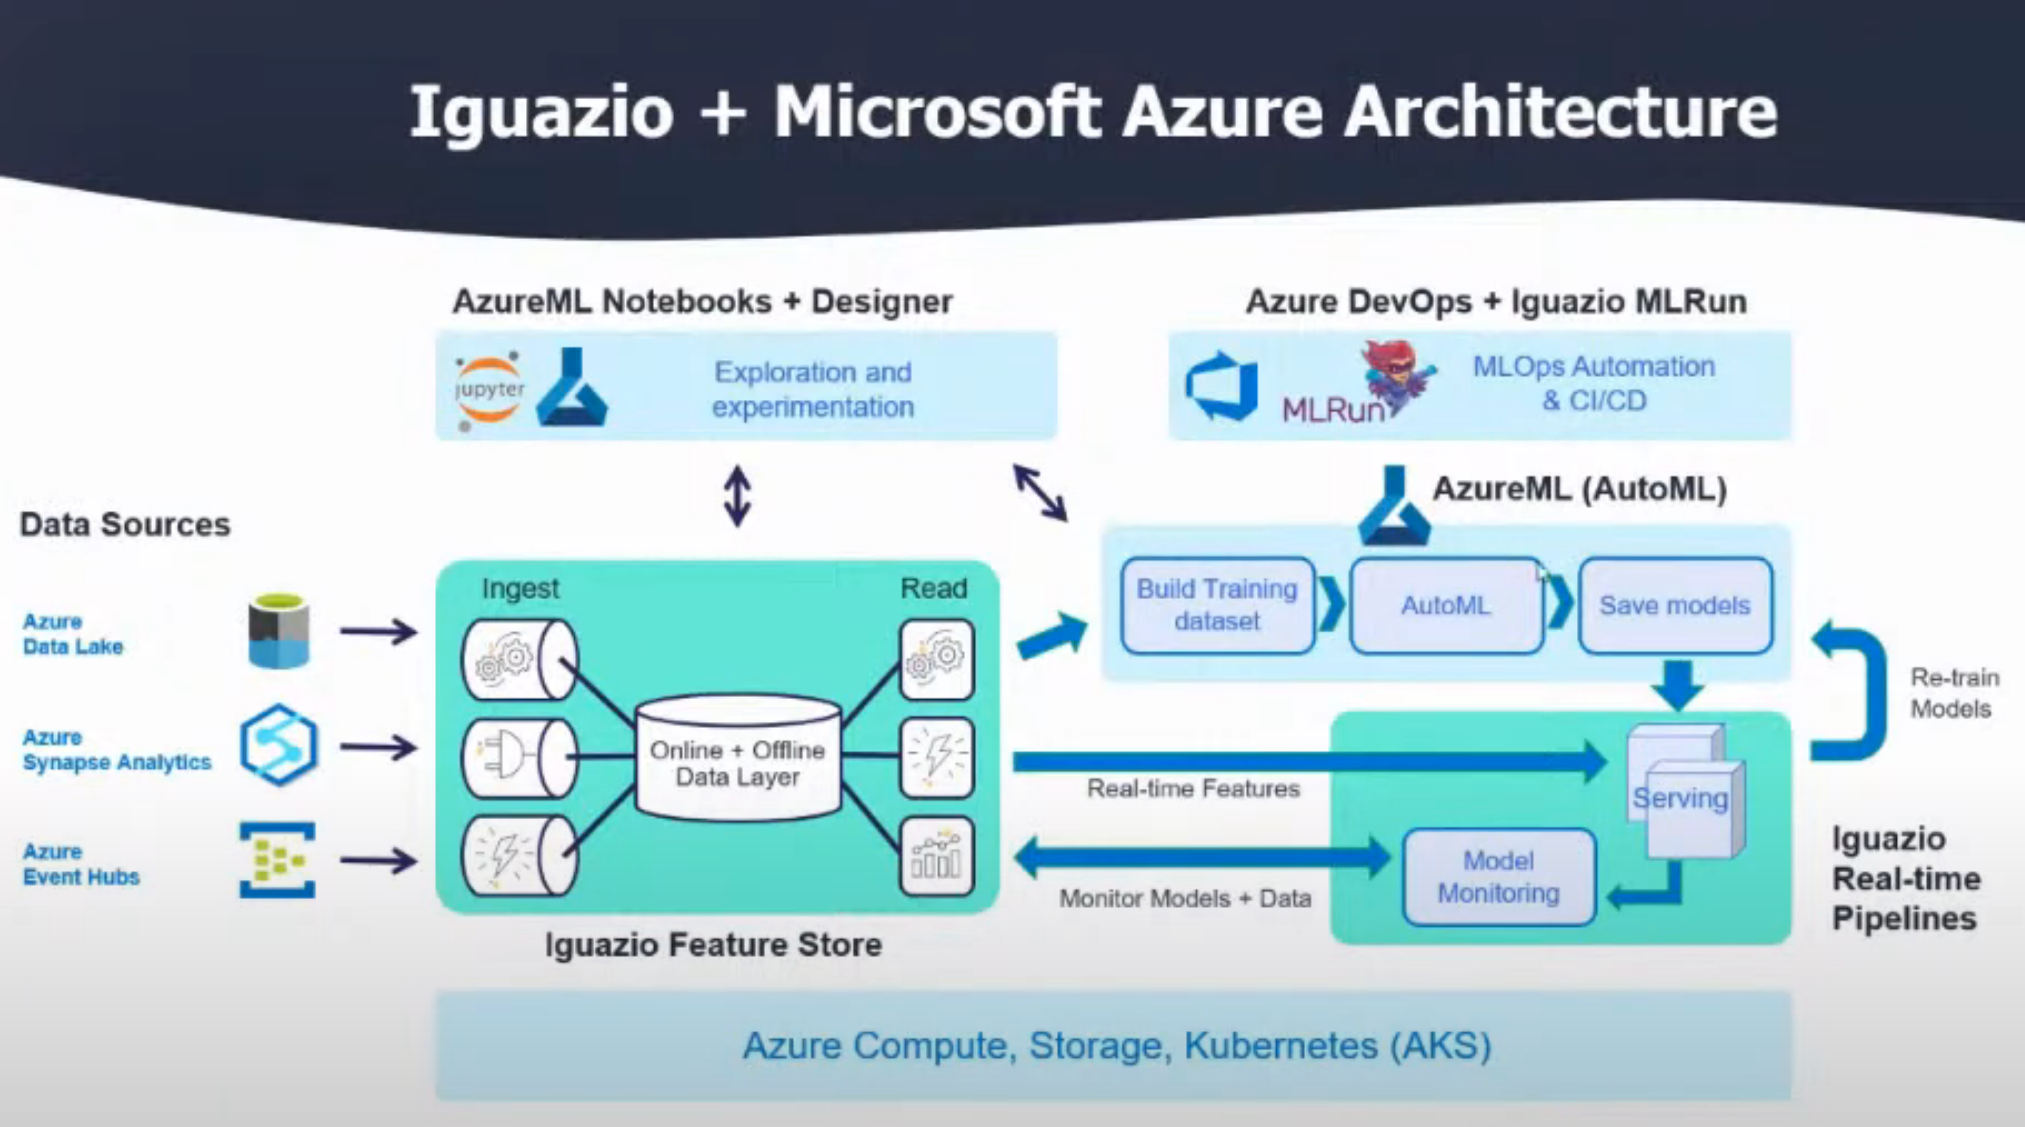 Iguazio + Microsoft Azure Architecture
AzureML Notebooks + Designer
jupyter
Exploration and
experimentation
Azure DevOps + Iguazio MLRun
MLRun
MLOps Automation
& CI/CD
AzureML (AutoML)
Data Sources
Azure
Data Lake
Azure
Synapse Analytics
Azure
Event Hubs
Ingest
Read
Online + Offline
Data Layer
Iguazio Feature Store
Build Training
dataset
AutoML
Save models
Re-train
Models
Real-time Features
Serving
Monitor Models + Data
Model
Monitoring
Iguazio
Real-time
Pipelines
Azure Compute, Storage, Kubernetes (AKS)